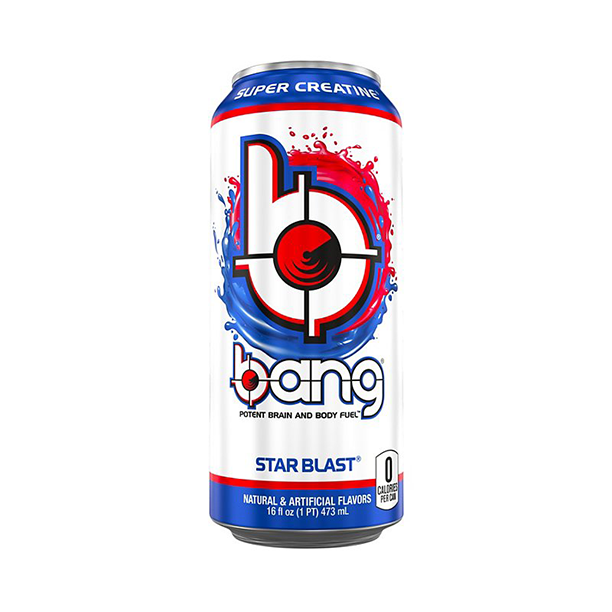 SUPER CREATINE®
b
bang®
POTENT BRAIN AND BODY FUEL™
STAR BLAST®
0
CALORIES
PER CAN
NATURAL & ARTIFICIAL FLAVORS
16 fl oz (1 PT) 473 mL